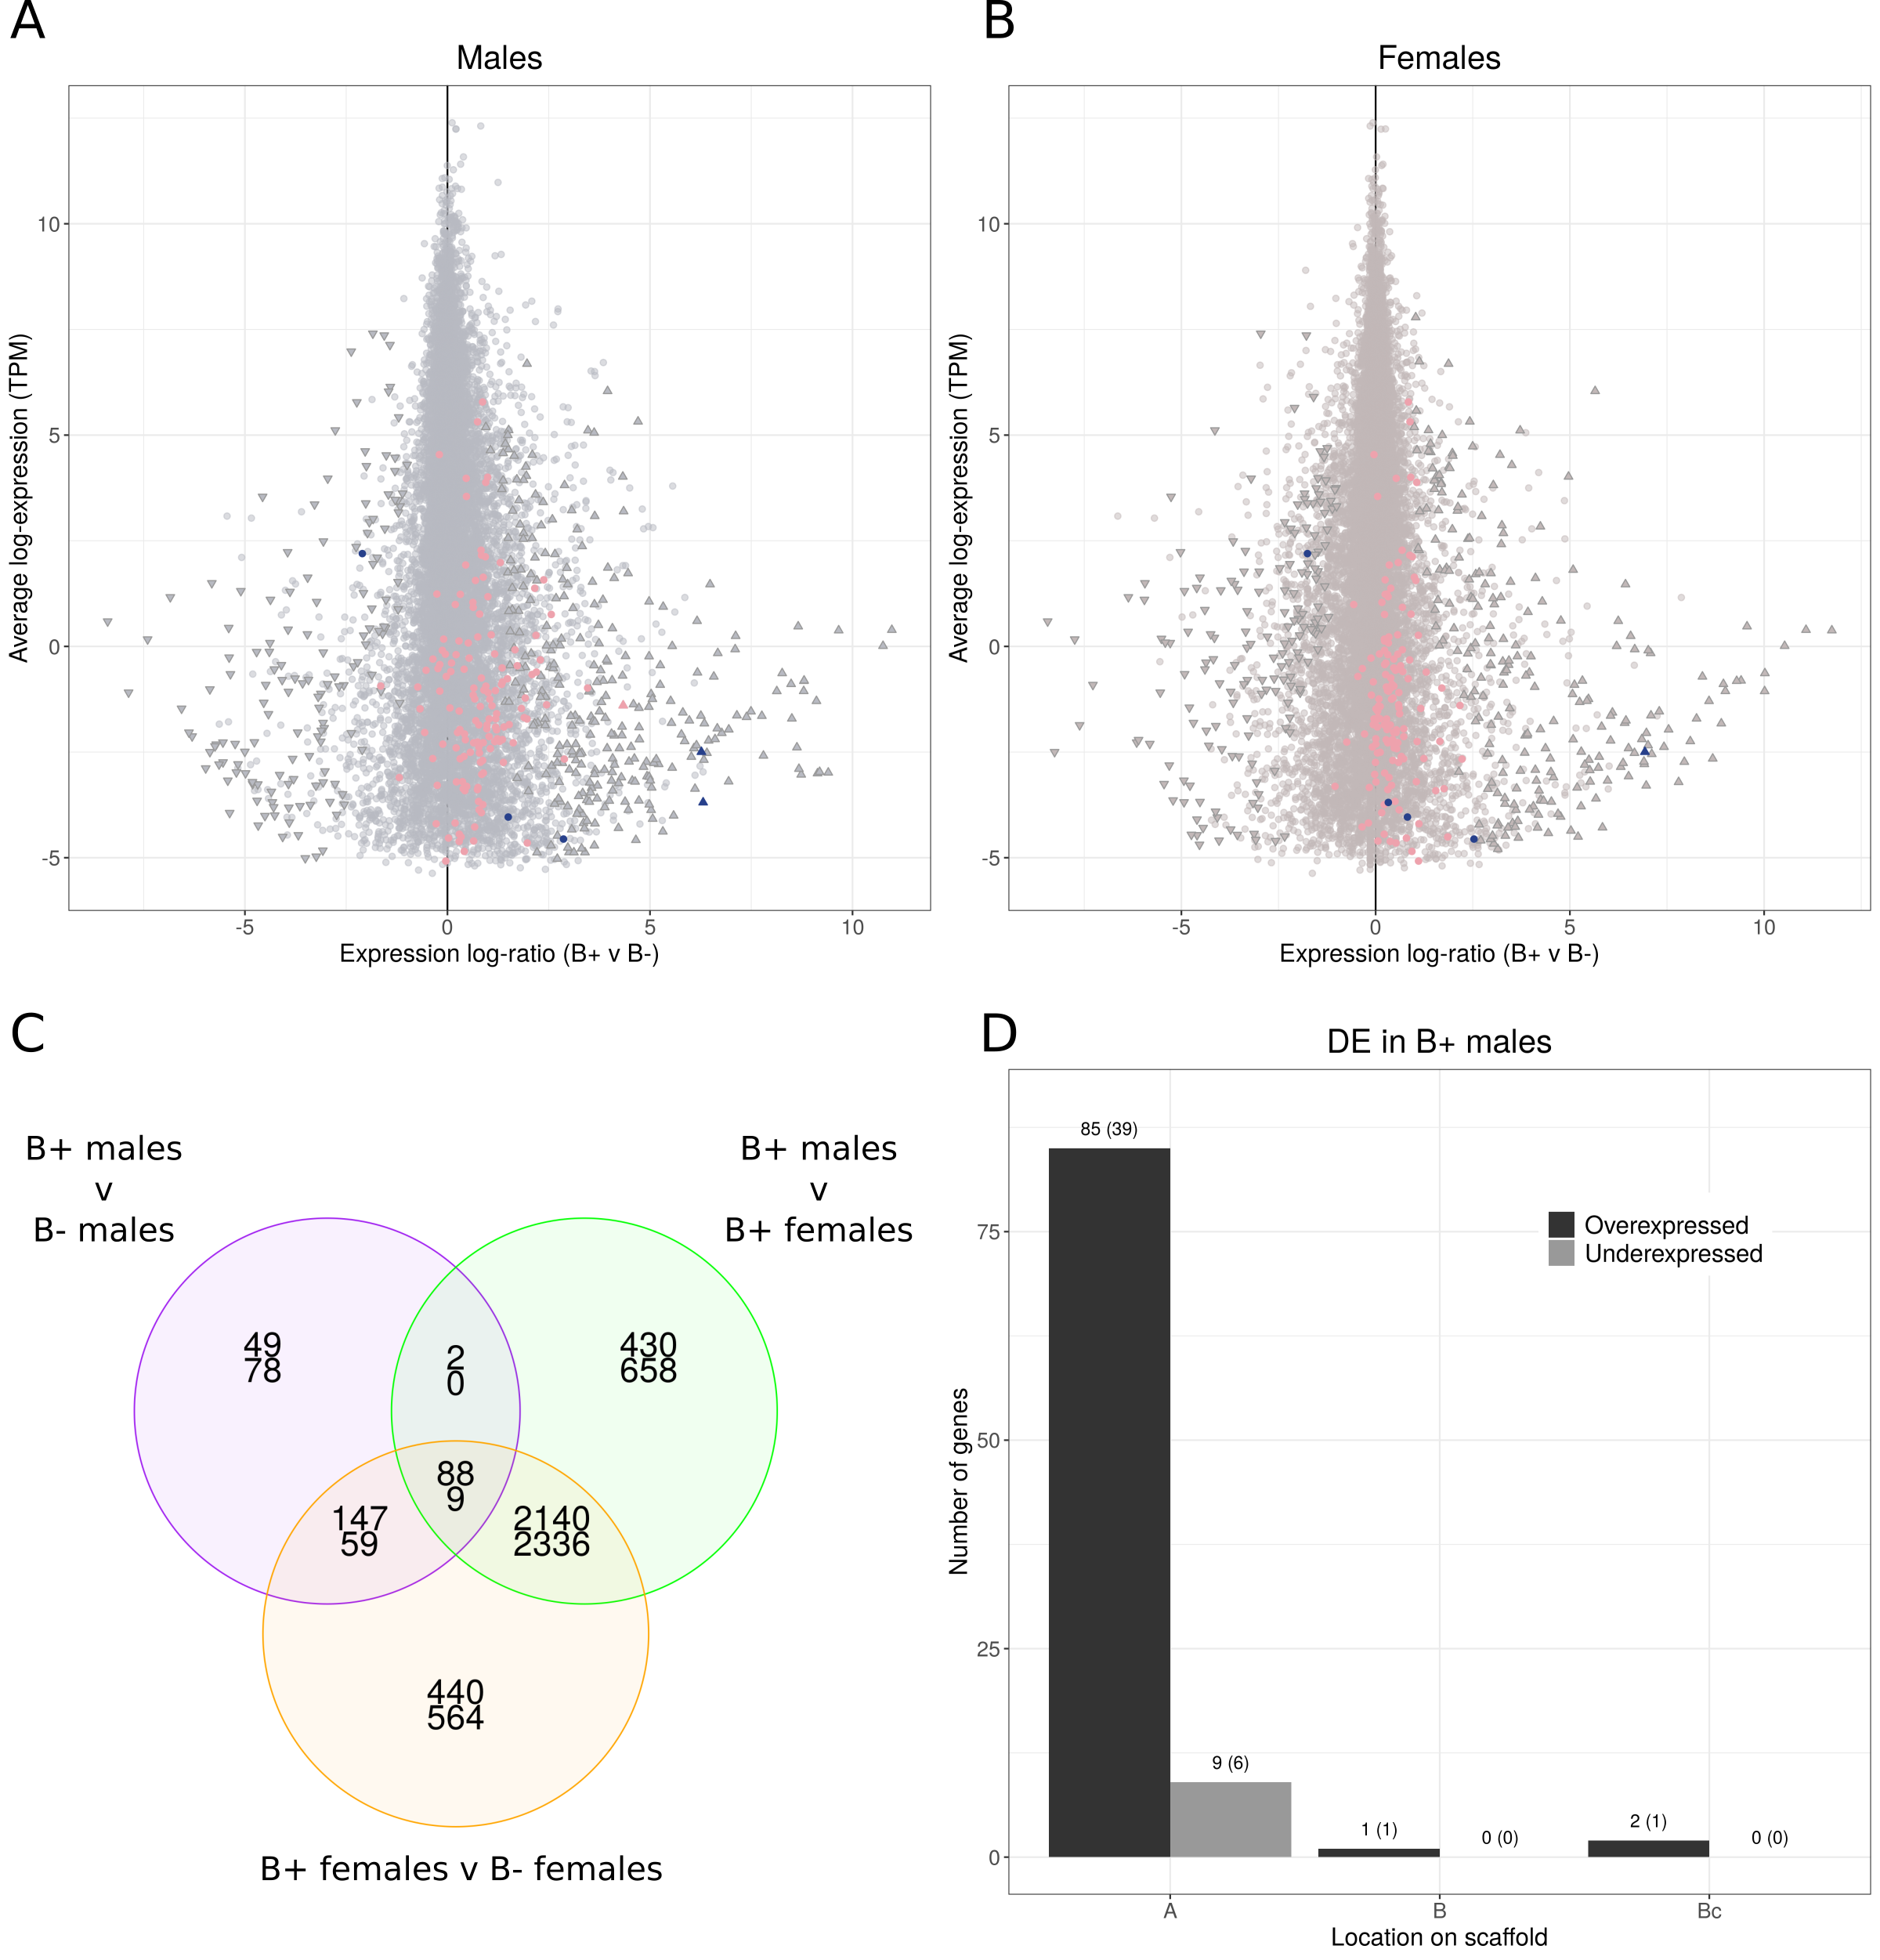 A
Males
10
5
0
-5
-5
0
5
10
Average log-expression (TPM)
Expression log-ratio (B+ v B-)
B
Females
10
5
0
-5
-5
0
5
10
Average log-expression (TPM)
Expression log-ratio (B+ v B-)
C
B+ males
v
B- males
B+ males
v
B+ females
49
78
2
0
430
658
88
9
147
59
2140
2336
440
564
B+ females v B- females
D
DE in B+ males
85 (39)
9 (6)
1 (1)
0 (0)
2 (1)
0 (0)
Overexpressed
Underexpressed
75
50
25
0
Number of genes
A
B
Bc
Location on scaffold